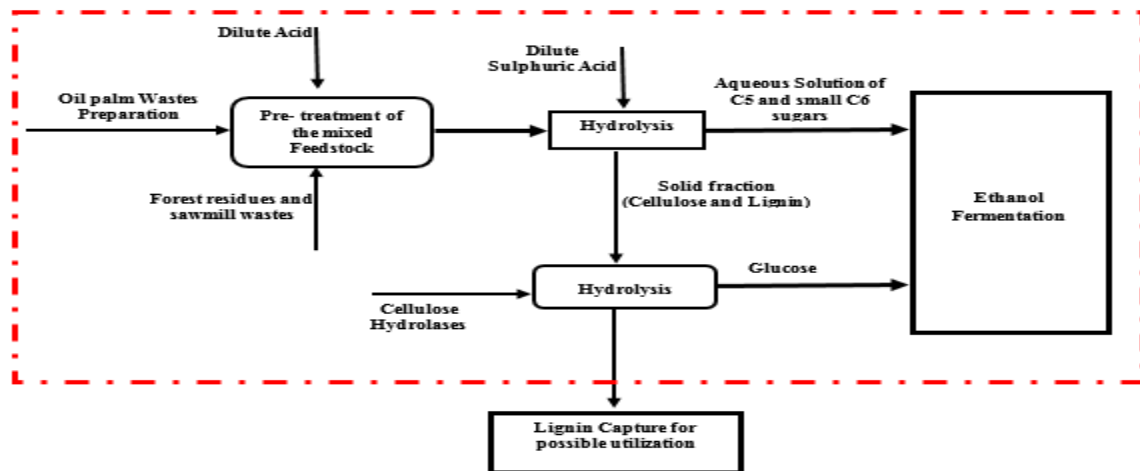 Dilute Acid
Dilute
Sulphuric Acid
Aqueous Solution of
C5 and small C6
sugars
Oil palm Wastes
Preparation
Pre- treatment of
the mixed
Feedstock
Hydrolysis
Forest residues and
sawmill wastes
Solid fraction
(Cellulose and Lignin)
Ethanol
Fermentation
Cellulose
Hydrolases
Hydrolysis
Glucose
Lignin Capture for
possible utilization